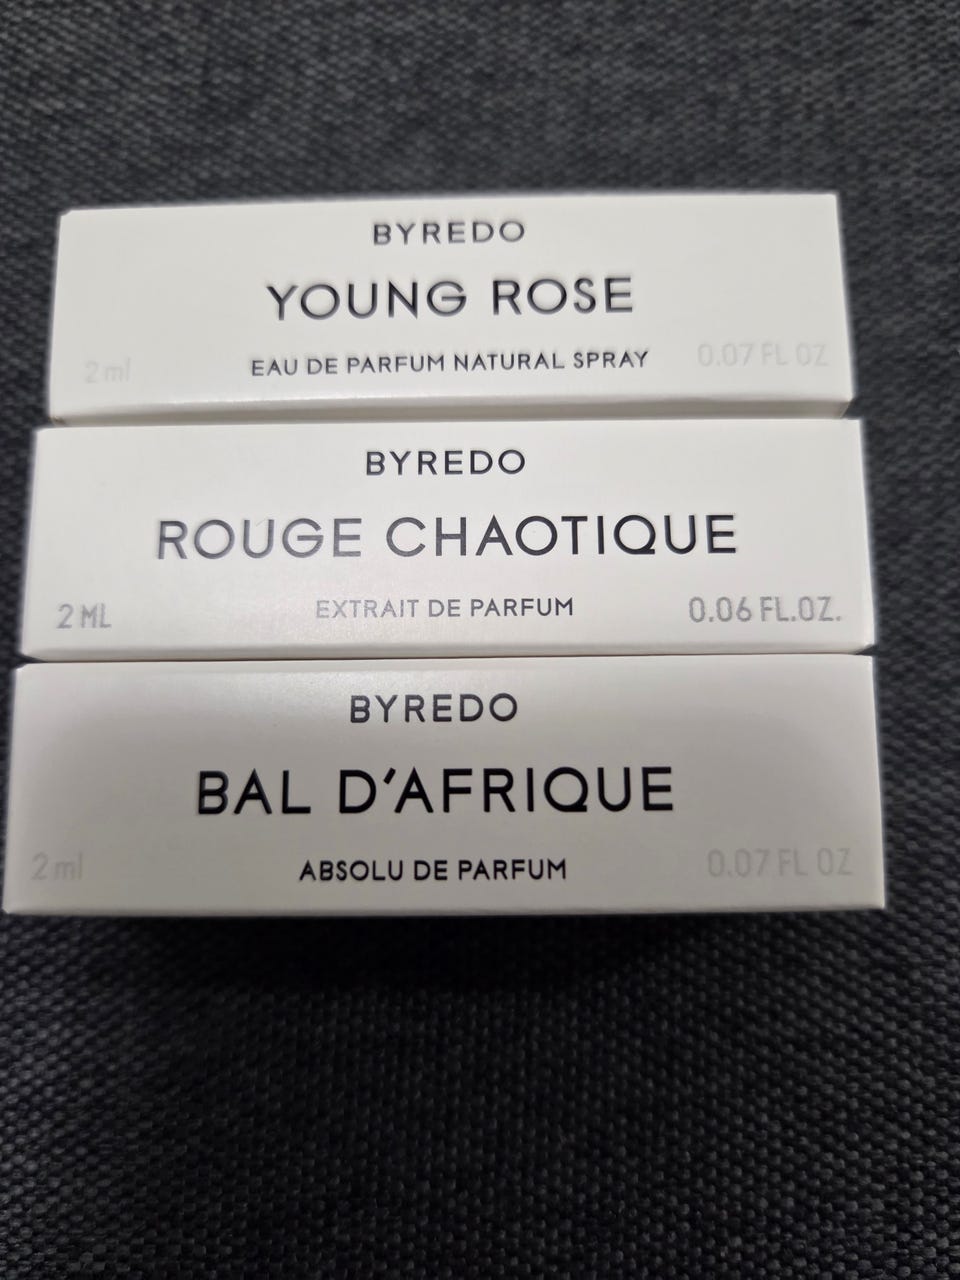 BYREDO
YOUNG ROSE
2 ml EAU DE PARFUM NATURAL SPRAY 0.07 FL OZ
BYREDO
ROUGE CHAOTIQUE
2 ML EXTRAIT DE PARFUM 0.06 FL.OZ.
BYREDO
BAL D'AFRIQUE
2 ml ABSOLU DE PARFUM 0.07 FL OZ